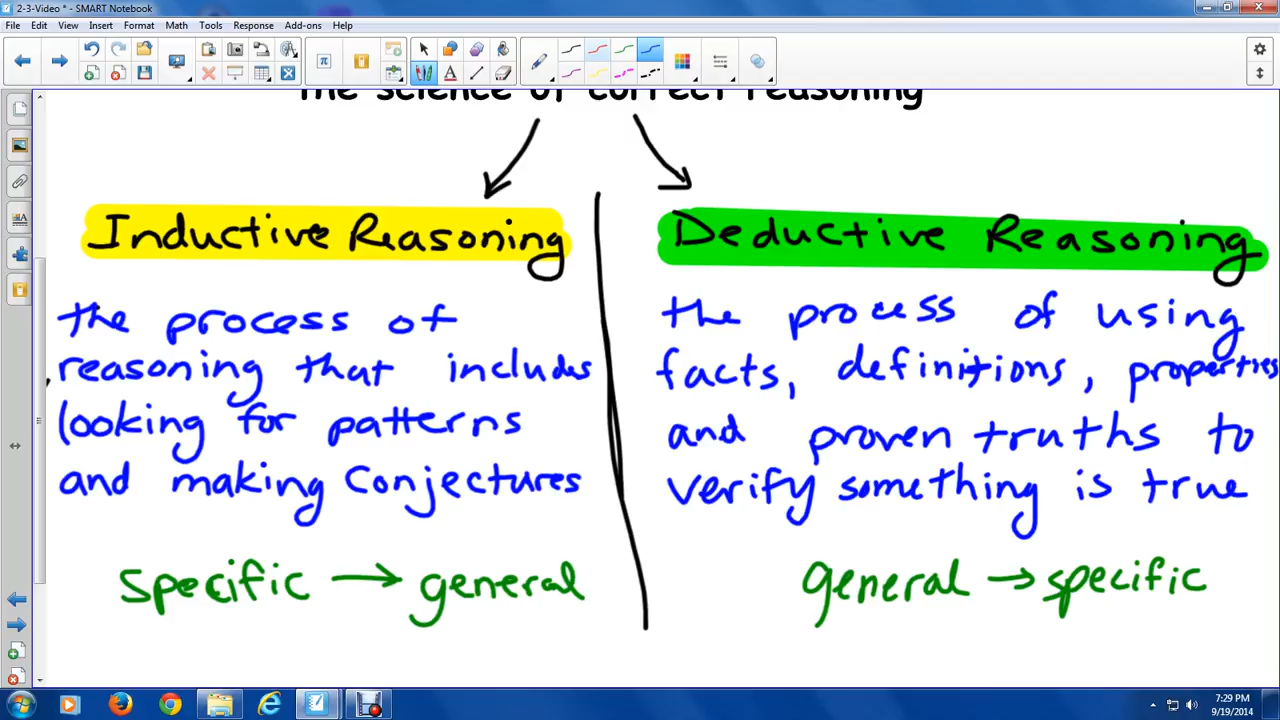 2-3-Video * - SMART Notebook
File Edit View Insert Format Math Tools Response Add-ons Help
The science of correct reasoning
Inductive Reasoning
the process of
reasoning that includes
looking for patterns
and making Conjectures
specific → general
Deductive Reasoning
the process of using
facts, definitions, properties
and proven truths to
verify something is true
general → specific
7:29 PM
9/19/2014